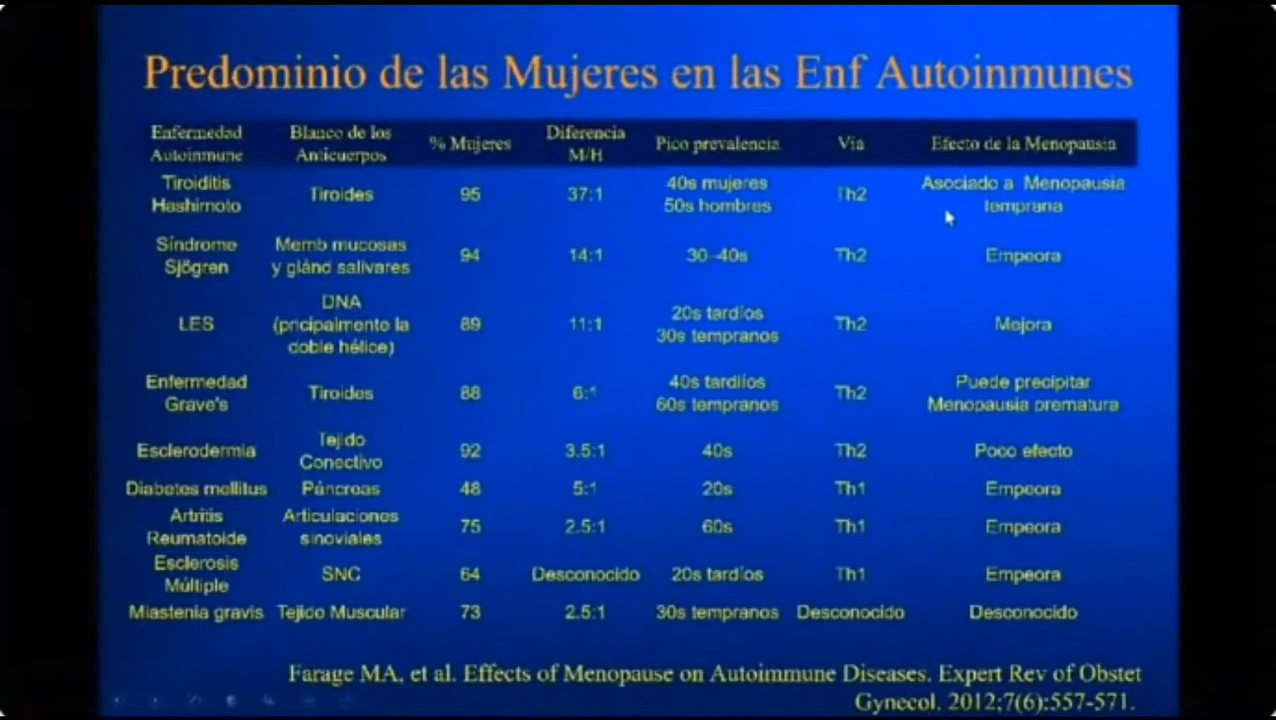 Predominio de las Mujeres en las Enf Autoinmunes
Enfermedad Autoinmune | Blanco de los Anticuerpos | % Mujeres | Diferencia M/H | Pico prevalencia | Via | Efecto de la Menopausia
Tiroiditis Hashimoto | Tiroides | 95 | 37:1 | 40s mujeres 50s hombres | Th2 | Asociado a Menopausia temprana
Síndrome Sjögren | Memb mucosas y glánd salivares | 94 | 14:1 | 30-40s | Th2 | Empeora
LES | DNA (pricipalmente la doble hélice) | 89 | 11:1 | 20s tardíos 30s tempranos | Th2 | Mejora
Enfermedad Grave's | Tiroides | 88 | 6:1 | 40s tardíios 60s tempranos | Th2 | Puede precipitar Menopausia prematura
Esclerodermia | Tejido Conectivo | 92 | 3.5:1 | 40s | Th2 | Poco efecto
Diabetes mellitus | Páncreas | 48 | 5:1 | 20s | Th1 | Empeora
Artritis Reumatoide | Articulaciones sinoviales | 75 | 2.5:1 | 60s | Th1 | Empeora
Esclerosis Múltiple | SNC | 64 | Desconocido | 20s tardíos | Th1 | Empeora
Miastenia gravis | Tejido Muscular | 73 | 2.5:1 | 30s tempranos | Desconocido | Desconocido
Farage MA, et al. Effects of Menopause on Autoimmune Diseases. Expert Rev of Obstet
Gynecol. 2012;7(6):557-571.